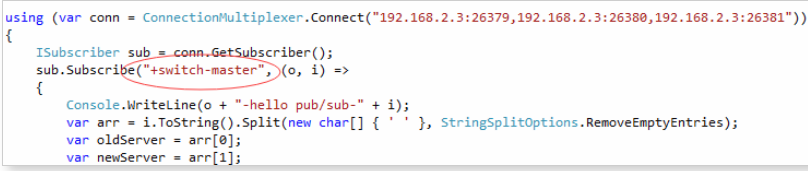 using (var conn = ConnectionMultiplexer.Connect("192.168.2.3:26379,192.168.2.3:26380,192.168.2.3:26381"))
{
    ISubscriber sub = conn.GetSubscriber();
    sub.Subscribe("+switch-master", (o, i) =>
    {
        Console.WriteLine(o + "-hello pub/sub-" + i);
        var arr = i.ToString().Split(new char[] { ' ' }, StringSplitOptions.RemoveEmptyEntries);
        var oldServer = arr[0];
        var newServer = arr[1];